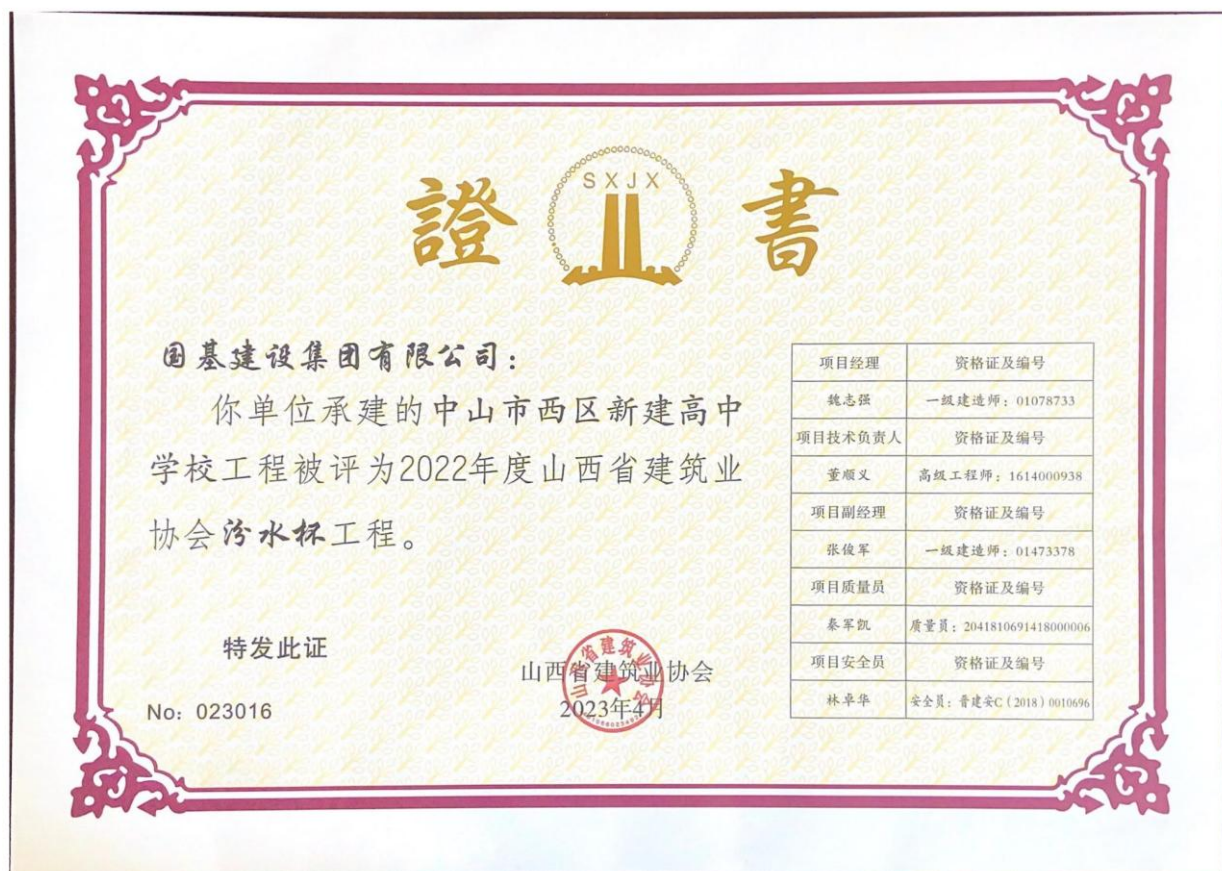 證書
SXJX
国基建设集团有限公司：
你单位承建的中山市西区新建高中
学校工程被评为2022年度山西省建筑业
协会汾水杯工程。
特发此证
No：023016
山西省建筑业协会
2023年4月
山西省建筑业协会
项目经理 资格证及编号
魏志强 一级建造师：01078733
项目技术负责人 资格证及编号
董顺义 高级工程师：1614000938
项目副经理 资格证及编号
张俊军 一级建造师：01473378
项目质量员 资格证及编号
秦军凯 质量员：2041810691418000006
项目安全员 资格证及编号
林卓华 安全员：晋建安C（2018）0010696